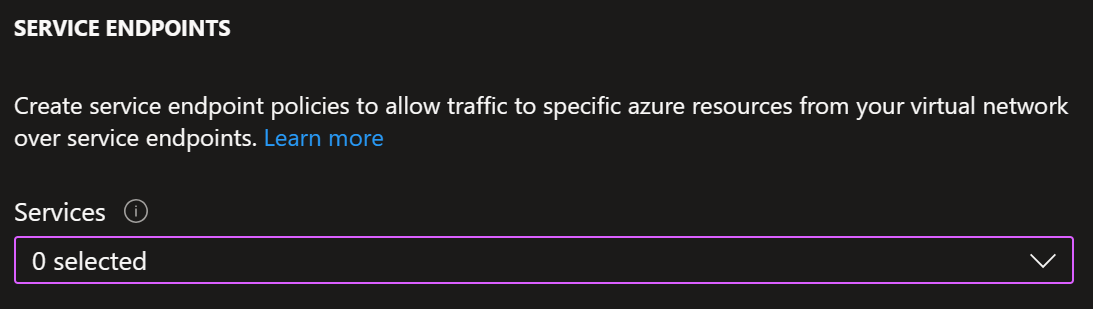 SERVICE ENDPOINTS
Create service endpoint policies to allow traffic to specific azure resources from your virtual network
over service endpoints. Learn more
Services
0 selected